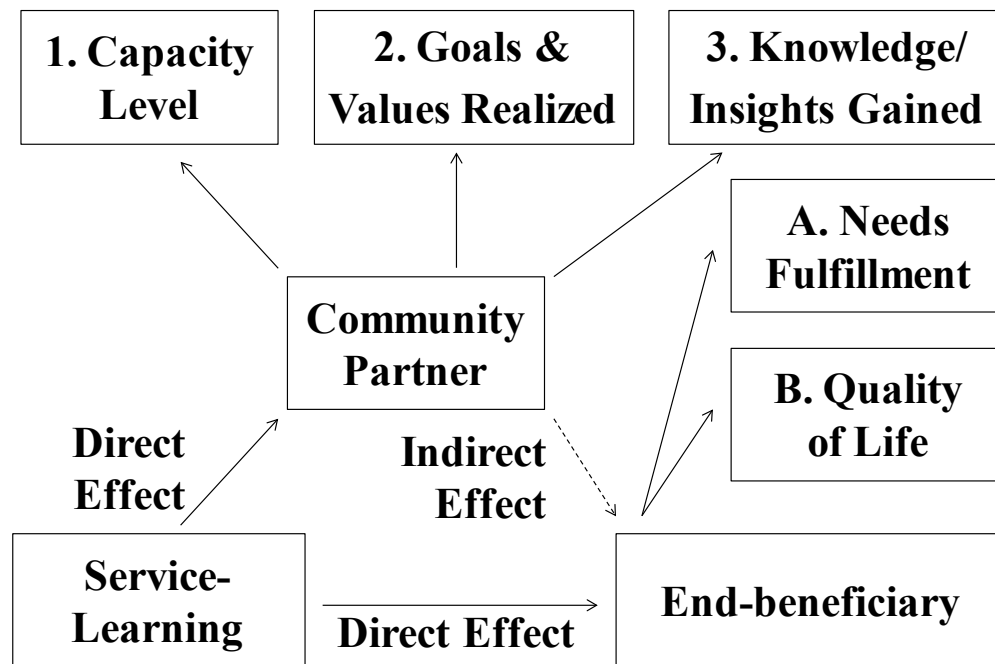 1. Capacity
Level
2. Goals &
Values Realized
3. Knowledge/
Insights Gained
A. Needs
Fulfillment
Community
Partner
B. Quality
of Life
Direct
Effect
Indirect
Effect
Service-
Learning
Direct Effect
End-beneficiary